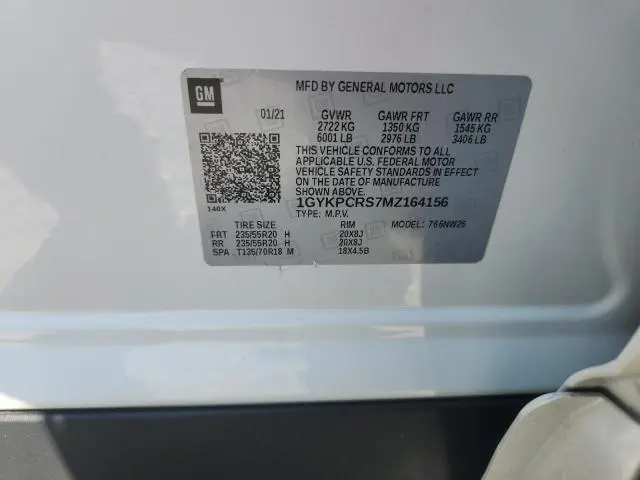 GM
MFD BY GENERAL MOTORS LLC
01/21 GVWR GAWR FRT GAWR RR
2722 KG 1350 KG 1545 KG
6001 LB 2976 LB 3406 LB
THIS VEHICLE CONFORMS TO ALL
APPLICABLE U.S. FEDERAL MOTOR
VEHICLE SAFETY STANDARDS IN
EFFECT ON THE DATE OF MANUFACTURE
SHOWN ABOVE.
140X 1GYKPCRS7MZ164156
TYPE: M.P.V. MODEL: 766NW26
TIRE SIZE RIM
FRT 235/55R20 H 20X8J
RR 235/55R20 H 20X8J
SPA T135/70R18 M 18X4.5B